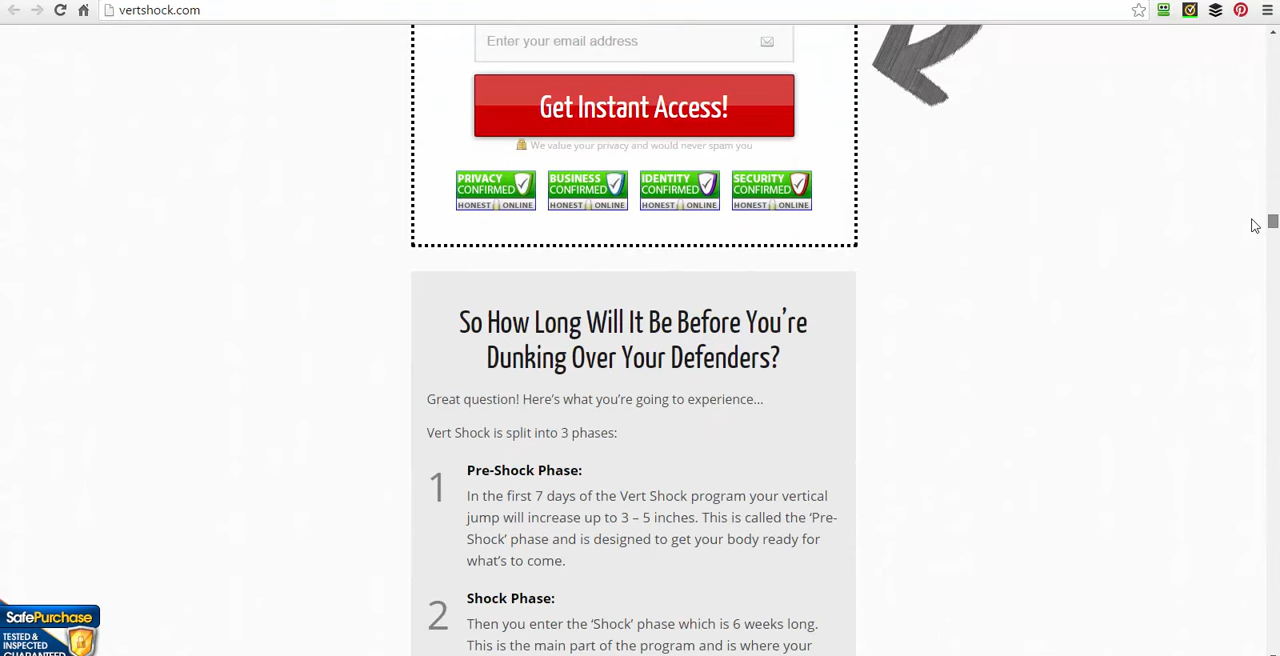 vertshock.com
Enter your email address
Get Instant Access!
We value your privacy and would never spam you
PRIVACY CONFIRMED HONEST ONLINE
BUSINESS CONFIRMED HONEST ONLINE
IDENTITY CONFIRMED HONEST ONLINE
SECURITY CONFIRMED HONEST ONLINE
So How Long Will It Be Before You’re
Dunking Over Your Defenders?
Great question! Here’s what you’re going to experience…
Vert Shock is split into 3 phases:
1 Pre-Shock Phase:
In the first 7 days of the Vert Shock program your vertical
jump will increase up to 3 – 5 inches. This is called the ‘Pre-
Shock’ phase and is designed to get your body ready for
what’s to come.
2 Shock Phase:
Then you enter the ‘Shock’ phase which is 6 weeks long.
This is the main part of the program and is where your
SafePurchase
TESTED &
INSPECTED
GUARANTEED